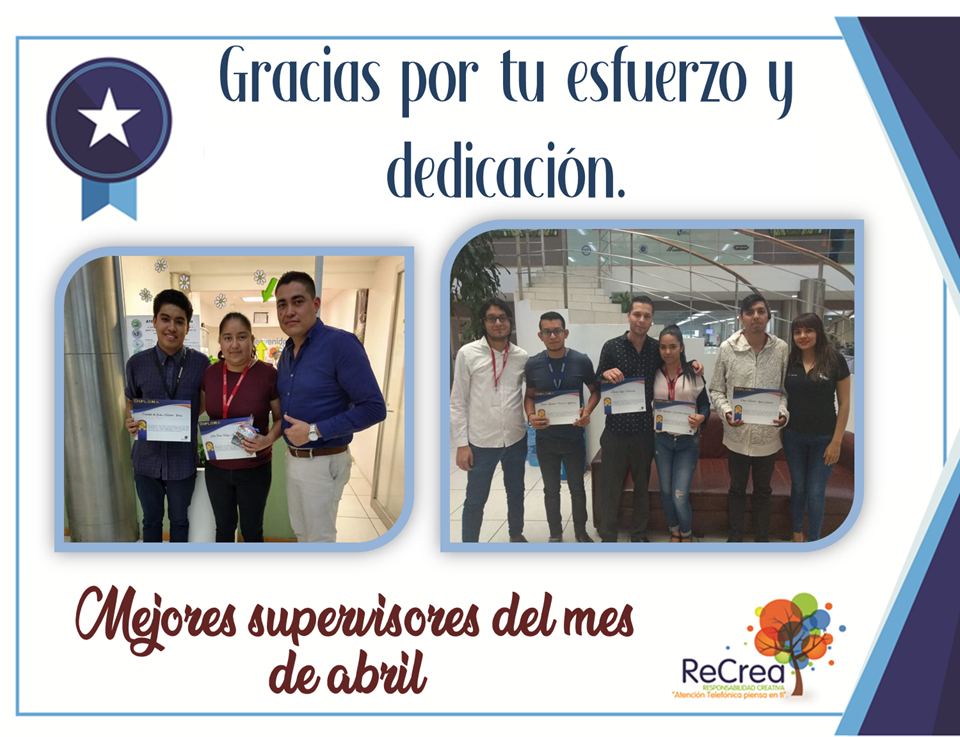 Gracias por tu esfuerzo y
dedicación.
DIPLOMA
DIPLOMA
Mejores supervisores del mes
de abril
ReCrea
RESPONSABILIDAD CREATIVA
"Atención Telefónica piensa en ti"